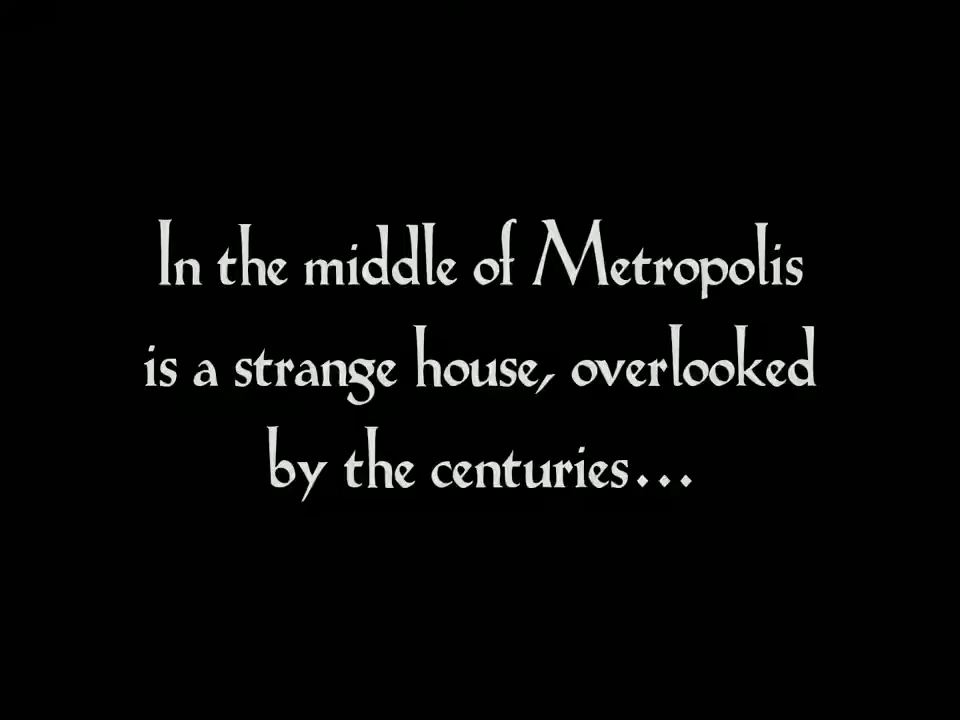 In the middle of Metropolis
is a strange house, overlooked
by the centuries...